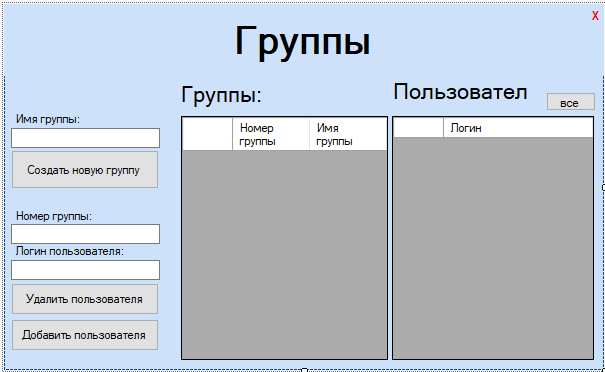 X
Группы
Группы:
Пользовател
все
Имя группы:
Создать новую группу
Номер группы:
Логин пользователя:
Удалить пользователя
Добавить пользователя
Номер
группы
Имя
группы
Логин